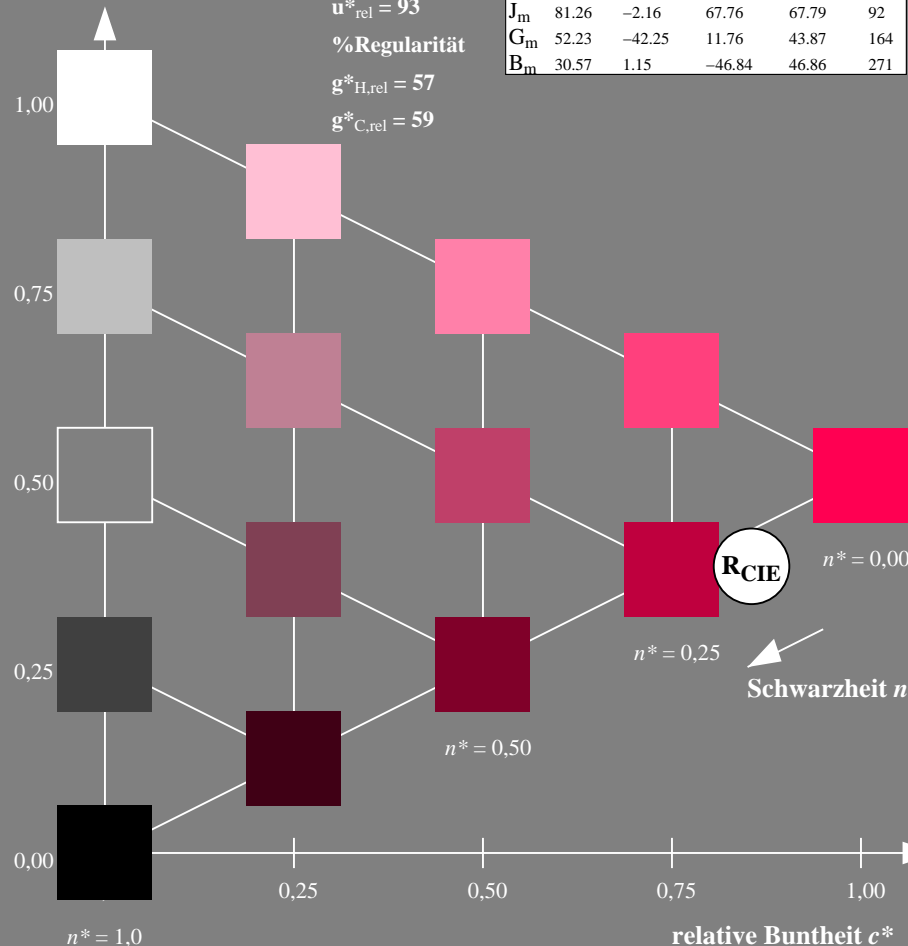 u*rel = 93
%Regularität
g*H,rel = 57
g*C,rel = 59
Jm 81.26 −2.16 67.76 67.79 92
Gm 52.23 −42.25 11.76 43.87 164
Bm 30.57 1.15 −46.84 46.86 271
1,00
0,75
0,50
0,25
0,00
RCIE
n* = 0,00
n* = 0,25
Schwarzheit n
n* = 0,50
0,25 0,50 0,75 1,00
n* = 1,0
relative Buntheit c*